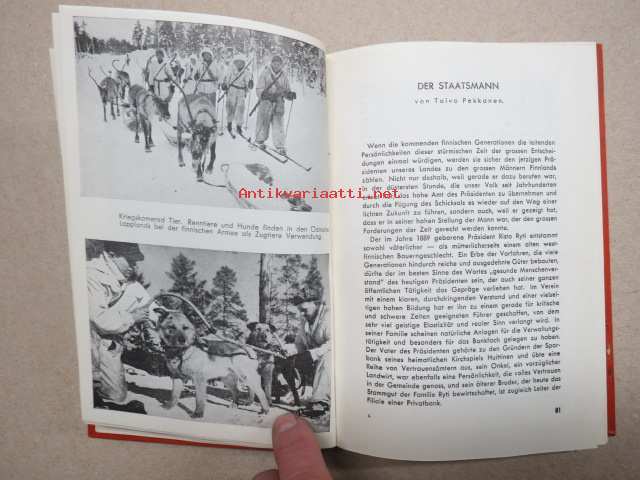 Kriegskamerad Tier. Renntiere und Hunde finden in den
Lapplands bei der finnischen Armee als Zugtiere Verwendung.
Antikvariaatti.net
DER STAATSMANN
von Toivo Pekkanen.
Wenn die kommenden finnischen Generationen die leitenden
Persönlichkeiten dieser stürmischen Zeit der grossen Entschei-
dungen einmal würdigen, werden sie sicher den jetzigen Präsi-
denten unseres Landes zu den grossen Männern Finnlands
zählen. Nicht nur deshalb, weil gerade er dazu beraten war,
in der düstersten Stunde, die unser Volk seit Jahrhunderten
das hohe Amt des Präsidenten zu übernehmen und
durch die Fügung des Schicksals es wieder auf den Weg einer
lichten Zukunft zu führen, sondern auch, weil er gezeigt hat,
dass er in seiner hohen Stellung der Mann war, der den grossen
Forderungen der Zeit gerecht werden konnte.
Der im Jahre 1889 geborene Präsident Risto Ryti entstammt
sowohl väterlicher — als mütterlicherseits einem alten west-
finnischen Bauerngeschlecht. Ein Erbe der Vorfahren, die viele
Generationen hindurch reiche und ausgedehnte Güter bebauten,
dürfte der im besten Sinne des Wortes „gesunde Menschenver-
stand" des heutigen Präsidenten sein, der auch seiner ganzen
öffentlichen Tätigkeit das Gepräge verliehen hat. Im Verein
mit einem klaren, durchdringenden Verstand und einer vielsei-
tigen hohen Bildung hat er ihn zu einem gerade für kritische
und schwere Zeiten geeigneten Führer geschaffen, von dem
sehr viel geistige Elastizität und realer Sinn verlangt wird. In
seiner Familie scheinen natürliche Anlagen für die Verwaltungs-
tätigkeit und besonders für das Bankfach gelegen zu haben.
Der Vater des Präsidenten gehörte zu den Gründern der Spar-
bank seines heimatlichen Kirchspiels Huittinen und übte eine
Reihe von Vertrauensämtern aus, sein Onkel, ein vorzüglicher
Landwirt, war ebenfalls eine Persönlichkeit, die volles Vertrauen
in der Gemeinde genoss, und sein älterer Bruder, der heute das
Stammgut der Familie Ryti bewirtschaftet, ist zugleich Leiter der
Filiale einer Privatbank.
81